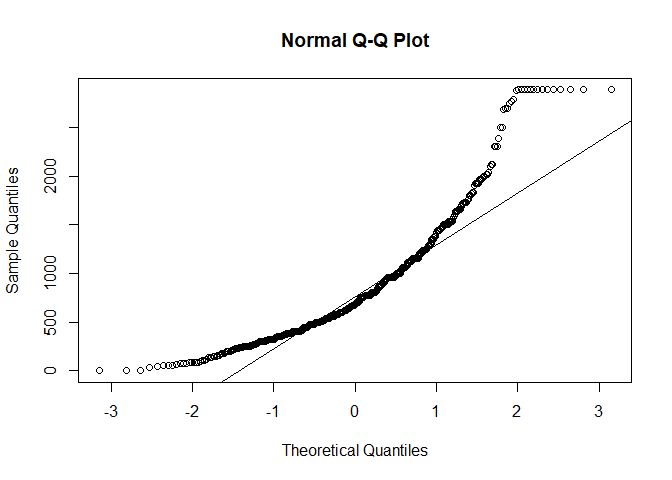 Normal Q-Q Plot
Sample Quantiles
2000
1000
500
0
-3 -2 -1 0 1 2 3
Theoretical Quantiles